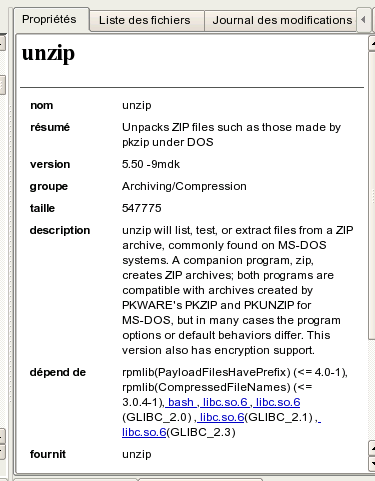 Propriétés Liste des fichiers Journal des modifications
unzip
nom unzip
résumé Unpacks ZIP files such as those made by
pkzip under DOS
version 5.50 -9mdk
groupe Archiving/Compression
taille 547775
description unzip will list, test, or extract files from a ZIP
archive, commonly found on MS-DOS
systems. A companion program, zip,
creates ZIP archives; both programs are
compatible with archives created by
PKWARE's PKZIP and PKUNZIP for
MS-DOS, but in many cases the program
options or default behaviors differ. This
version also has encryption support.
dépend de rpmlib(PayloadFilesHavePrefix) (<= 4.0-1),
rpmlib(CompressedFileNames) (<=
3.0.4-1), bash , libc.so.6 , libc.so.6
(GLIBC_2.0) , libc.so.6(GLIBC_2.1) ,
libc.so.6(GLIBC_2.3)
fournit unzip